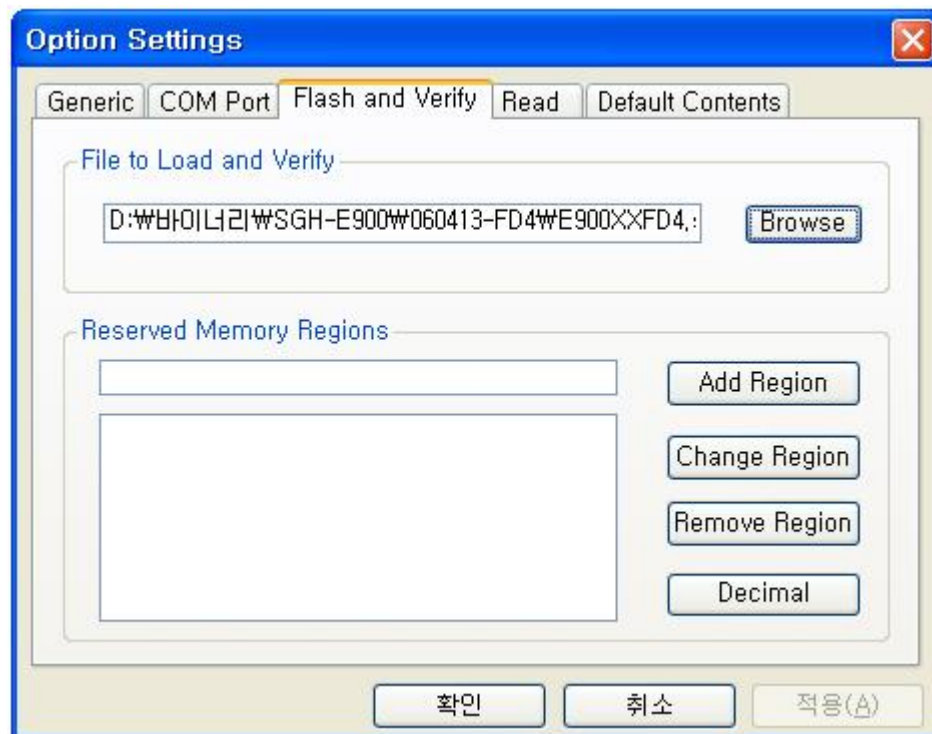 Option Settings
Generic COM Port Flash and Verify Read Default Contents
File to Load and Verify
D:₩바이너리₩SGH-E900₩060413-FD4₩E900XXFD4.
Browse
Reserved Memory Regions
Add Region
Change Region
Remove Region
Decimal
확인 취소 적용(A)